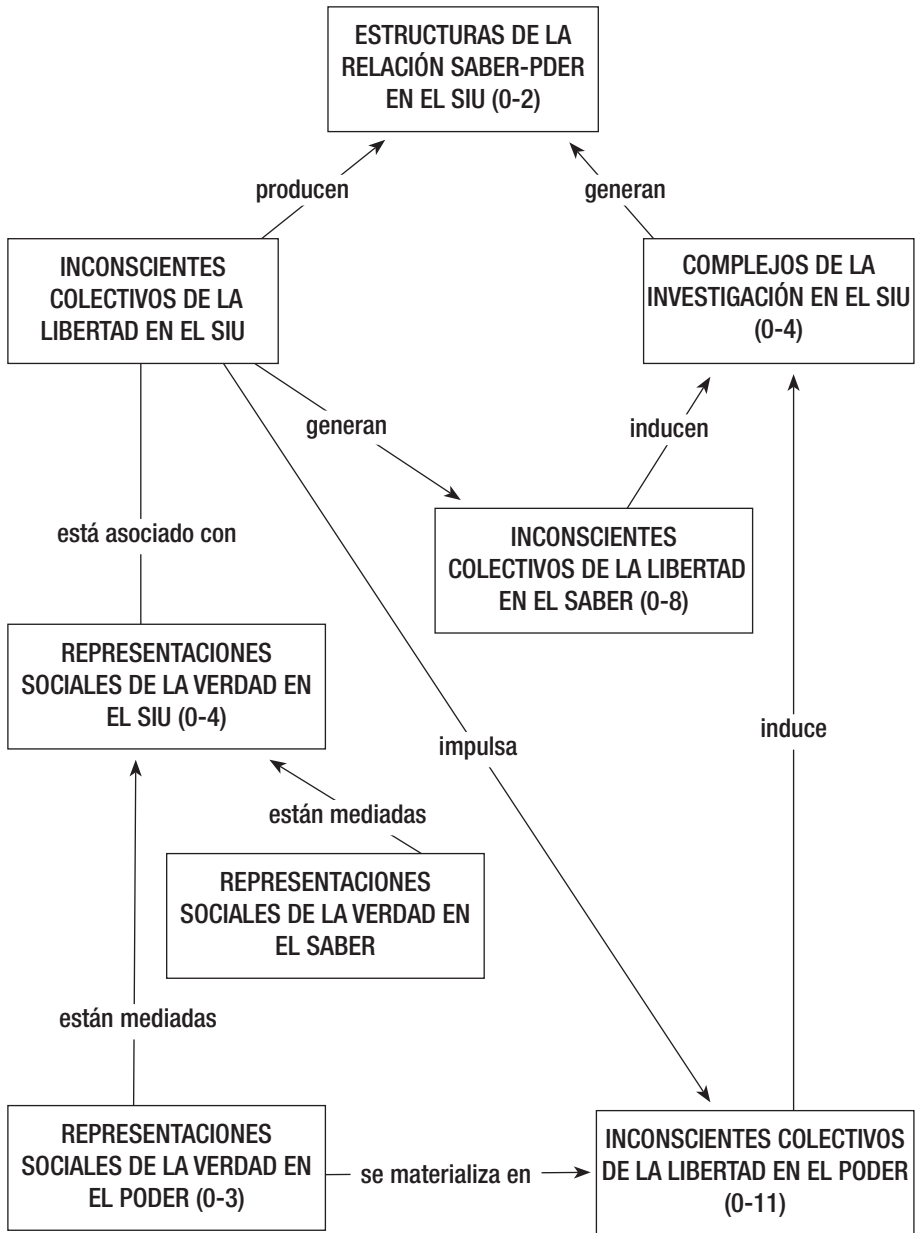 ESTRUCTURAS DE LA
RELACIÓN SABER-PDER
EN EL SIU (0-2)
producen
generan
INCONSCIENTES
COLECTIVOS DE LA
LIBERTAD EN EL SIU
COMPLEJOS DE LA
INVESTIGACIÓN EN EL SIU
(0-4)
generan
inducen
está asociado con
INCONSCIENTES
COLECTIVOS DE LA LIBERTAD
EN EL SABER (0-8)
REPRESENTACIONES
SOCIALES DE LA VERDAD EN
EL SIU (0-4)
impulsa
induce
están mediadas
REPRESENTACIONES
SOCIALES DE LA VERDAD EN
EL SABER
están mediadas
REPRESENTACIONES
SOCIALES DE LA VERDAD EN
EL PODER (0-3)
se materializa en
INCONSCIENTES COLECTIVOS
DE LA LIBERTAD EN EL PODER
(0-11)